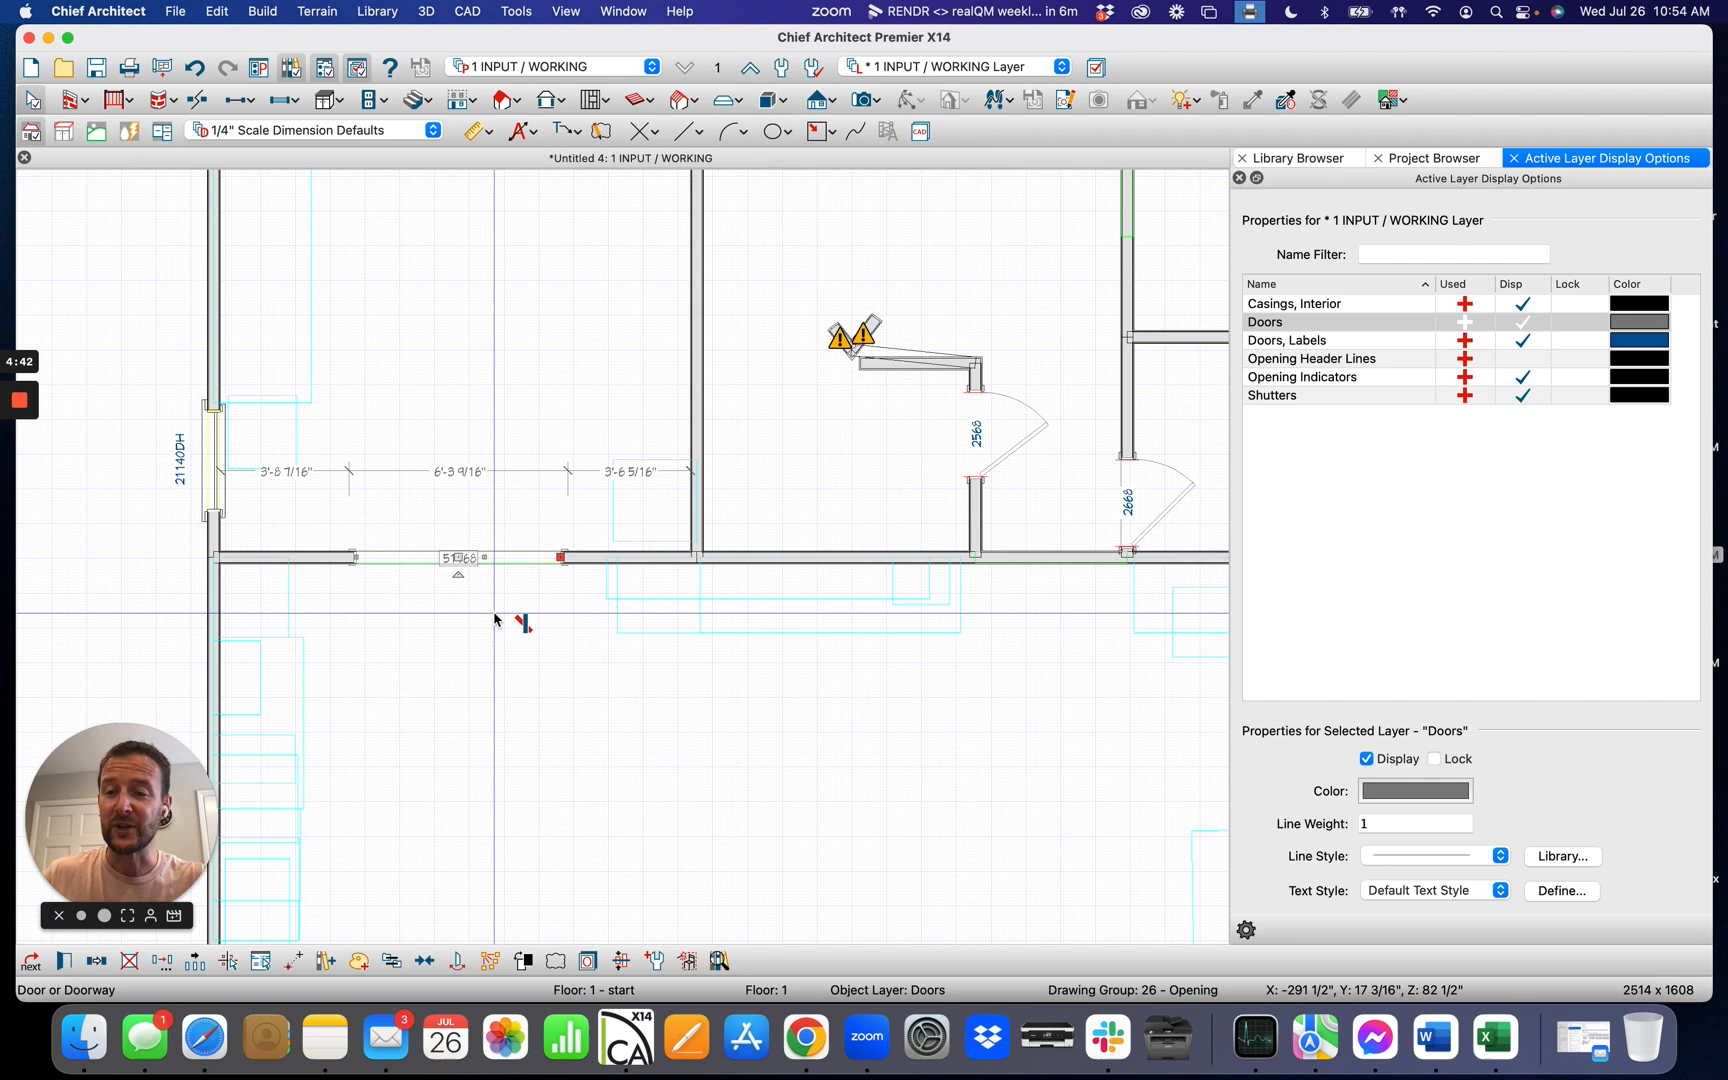 Chief Architect File Edit Build Terrain Library 3D CAD Tools View Window Help
zoom RENDR <> realQM weekl... in 6m
Wed Jul 26 10:54 AM
Chief Architect Premier X14
1 INPUT / WORKING
1
* 1 INPUT / WORKING Layer
1/4" Scale Dimension Defaults
CAD
*Untitled 4: 1 INPUT / WORKING
Library Browser
Project Browser
Active Layer Display Options
Active Layer Display Options
Properties for * 1 INPUT / WORKING Layer
Name Filter:
Name Used Disp Lock Color
Casings, Interior
Doors
Doors, Labels
Opening Header Lines
Opening Indicators
Shutters
4:42
21140DH
3'-8 7/16"
6'-3 9/16"
3'-6 5/16"
2568
2668
Properties for Selected Layer - "Doors"
Display Lock
Color:
Line Weight: 1
Line Style: Library...
Text Style: Default Text Style Define...
next
Door or Doorway
Floor: 1 - start
Floor: 1
Object Layer: Doors
Drawing Group: 26 - Opening
X: -291 1/2", Y: 17 3/16", Z: 82 1/2"
2514 x 1608
1
3
JUL
26
X14
CA
zoom